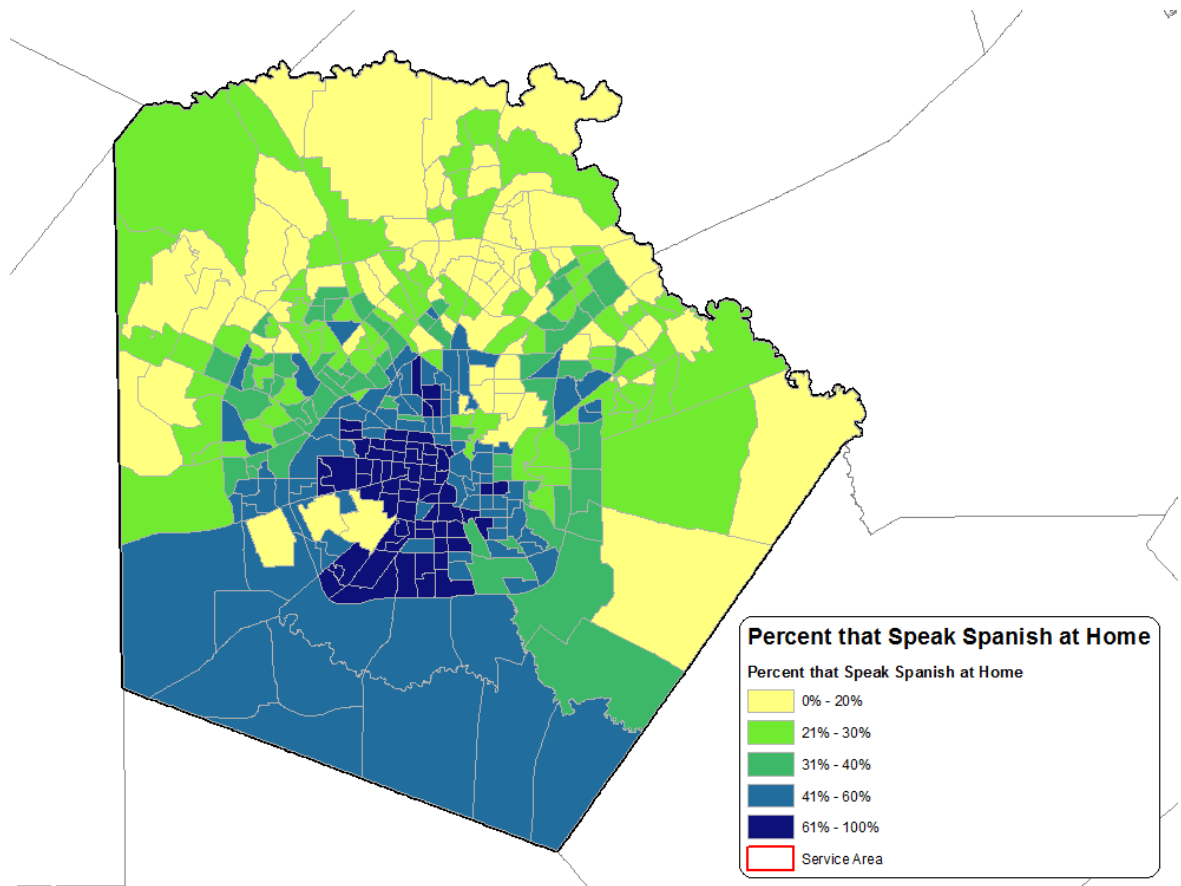 Percent that Speak Spanish at Home
Percent that Speak Spanish at Home
0% - 20%
21% - 30%
31% - 40%
41% - 60%
61% - 100%
Service Area